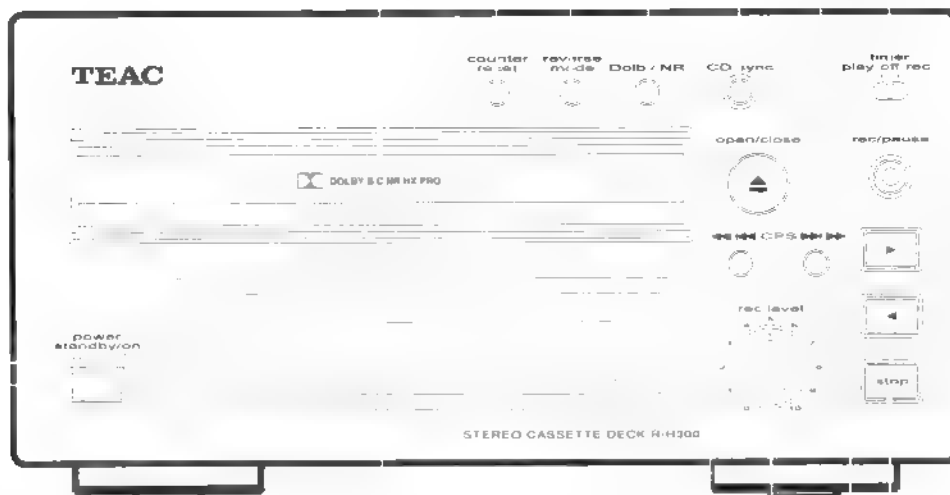 TEAC
counter reset
reverse mode
Dolby NR
CD sync
timer
play off rec
open/close
rec/pause
DOLBY B-C NR HX PRO
CPS
rec level
power
standby/on
stop
STEREO CASSETTE DECK R-H300